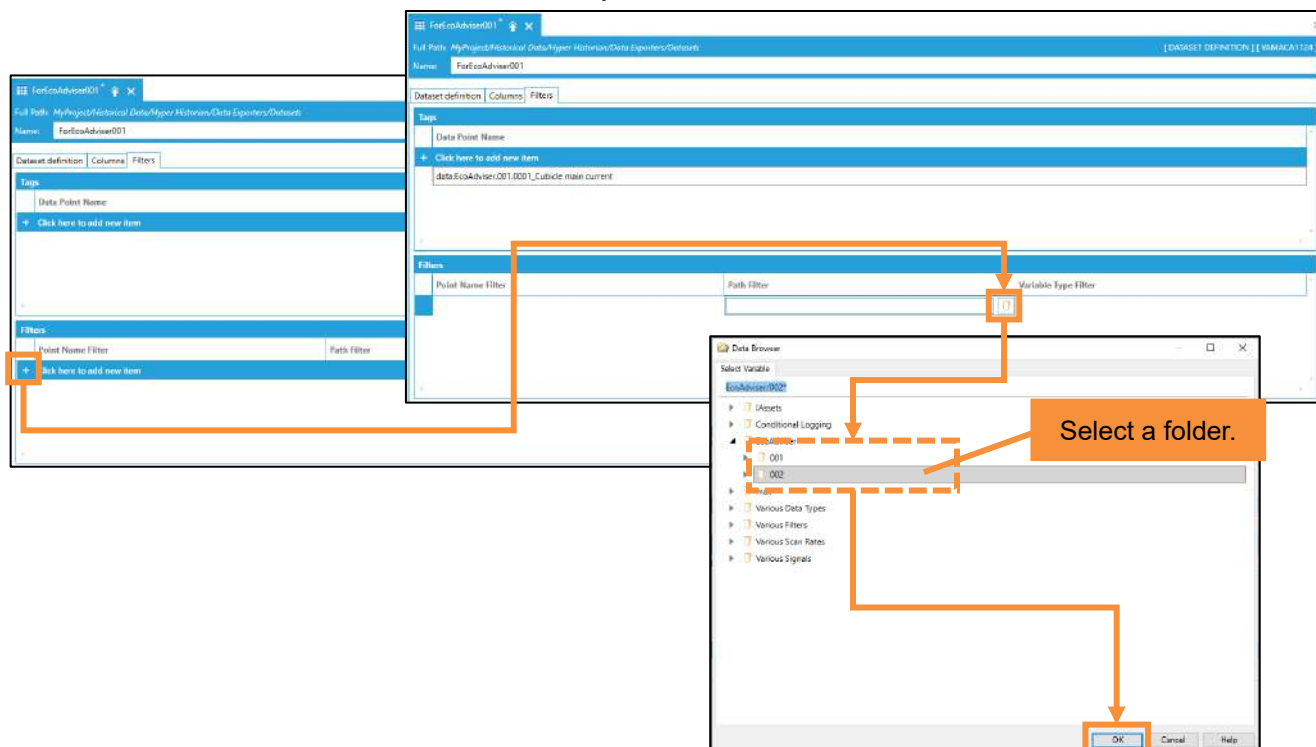 ForEcoAdviser001*
Full Path: MyProject/Historical Data/Hyper Historian/Data Exporters/Datasets
Name: ForEcoAdviser001
Dataset definition Columns Filters
Tags
Data Point Name
+ Click here to add new item
Filters
Point Name Filter Path Filter
+ Click here to add new item
ForEcoAdviser001*
Full Path: MyProject/Historical Data/Hyper Historian/Data Exporters/Datasets [ DATASET DEFINITION ] [ YAMACA1124
Name: ForEcoAdviser001
Dataset definition Columns Filters
Tags
Data Point Name
+ Click here to add new item
data:EcoAdviser.001.0001_Cubicle main current
Filters
Point Name Filter Path Filter Variable Type Filter
Data Browser
Select Variable
EcoAdviser/002*
Conditional Logging
EcoAdviser
001
002
Various Data Types
Various Filters
Various Scan Rates
Various Signals
OK Cancel Help
Select a folder.